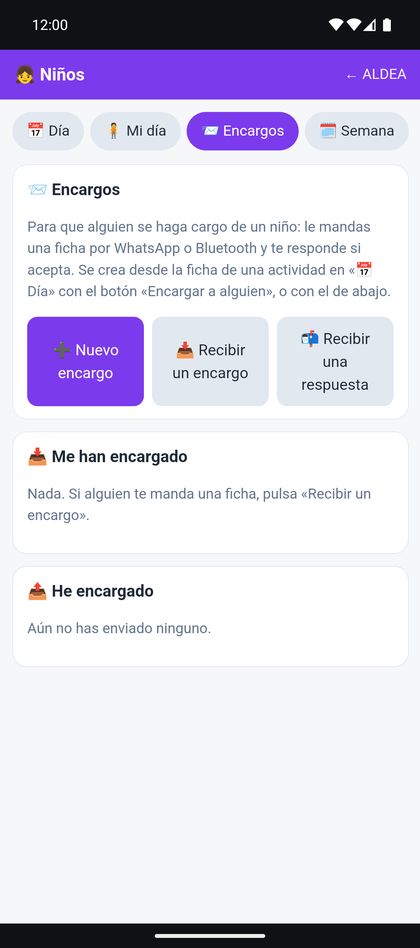 12:00
👧 Niños
← ALDEA
📅 Día
🧍 Mi día
📨 Encargos
🗓️ Semana
📨 Encargos
Para que alguien se haga cargo de un niño: le mandas
una ficha por WhatsApp o Bluetooth y te responde si
acepta. Se crea desde la ficha de una actividad en «📅
Día» con el botón «Encargar a alguien», o con el de abajo.
➕ Nuevo
encargo
📥 Recibir
un encargo
📬 Recibir
una
respuesta
📥 Me han encargado
Nada. Si alguien te manda una ficha, pulsa «Recibir un
encargo».
📤 He encargado
Aún no has enviado ninguno.